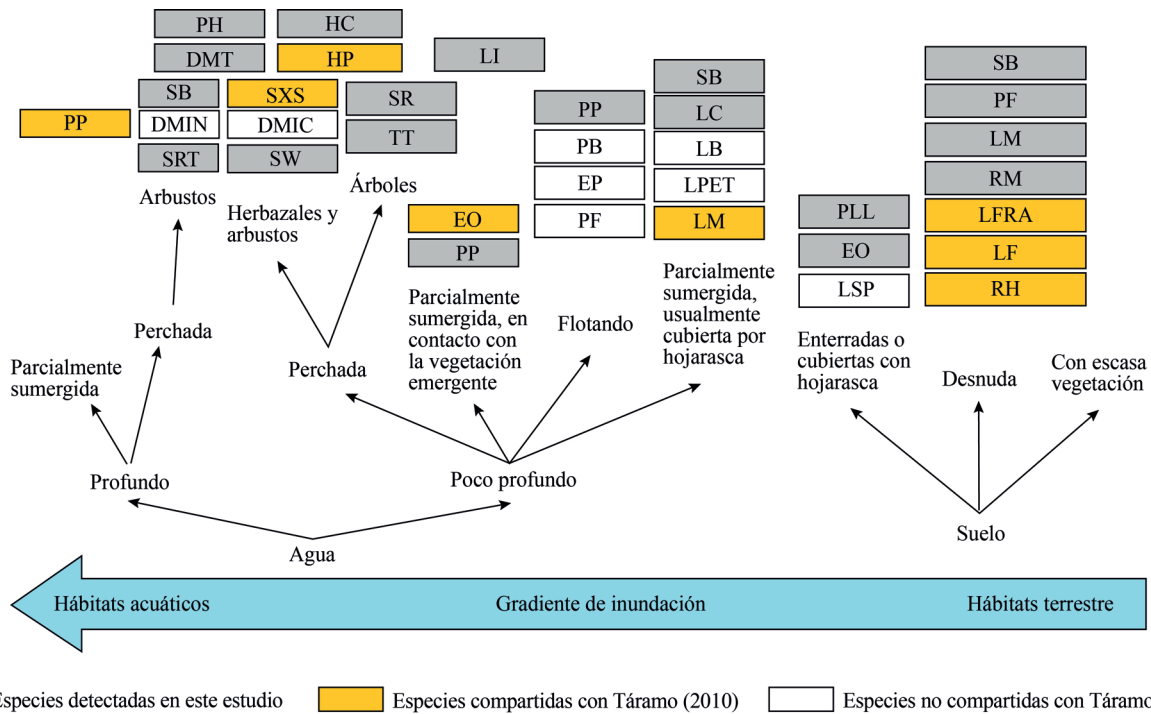 PH
HC
DMT
HP
LI
SB
SXS
SR
PP
DMIN
DMIC
TT
SRT
SW
PP
PB
EP
PF
SB
LC
LB
LPET
LM
EO
PP
SB
PF
LM
RM
LFRA
LF
RH
PLL
EO
LSP
Arbustos
Herbazales y
arbustos
Árboles
Parcialmente
sumergida
Perchada
Perchada
Parcialmente
sumergida, en
contacto con
la vegetación
emergente
Flotando
Parcialmente
sumergida,
usualmente
cubierta por
hojarasca
Enterradas o
cubiertas con
hojarasca
Desnuda
Con escasa
vegetación
Profundo
Poco profundo
Suelo
Agua
Hábitats acuáticos
Gradiente de inundación
Hábitats terrestre
species detectadas en este estudio
Especies compartidas con Táramo (2010)
Especies no compartidas con Táramo